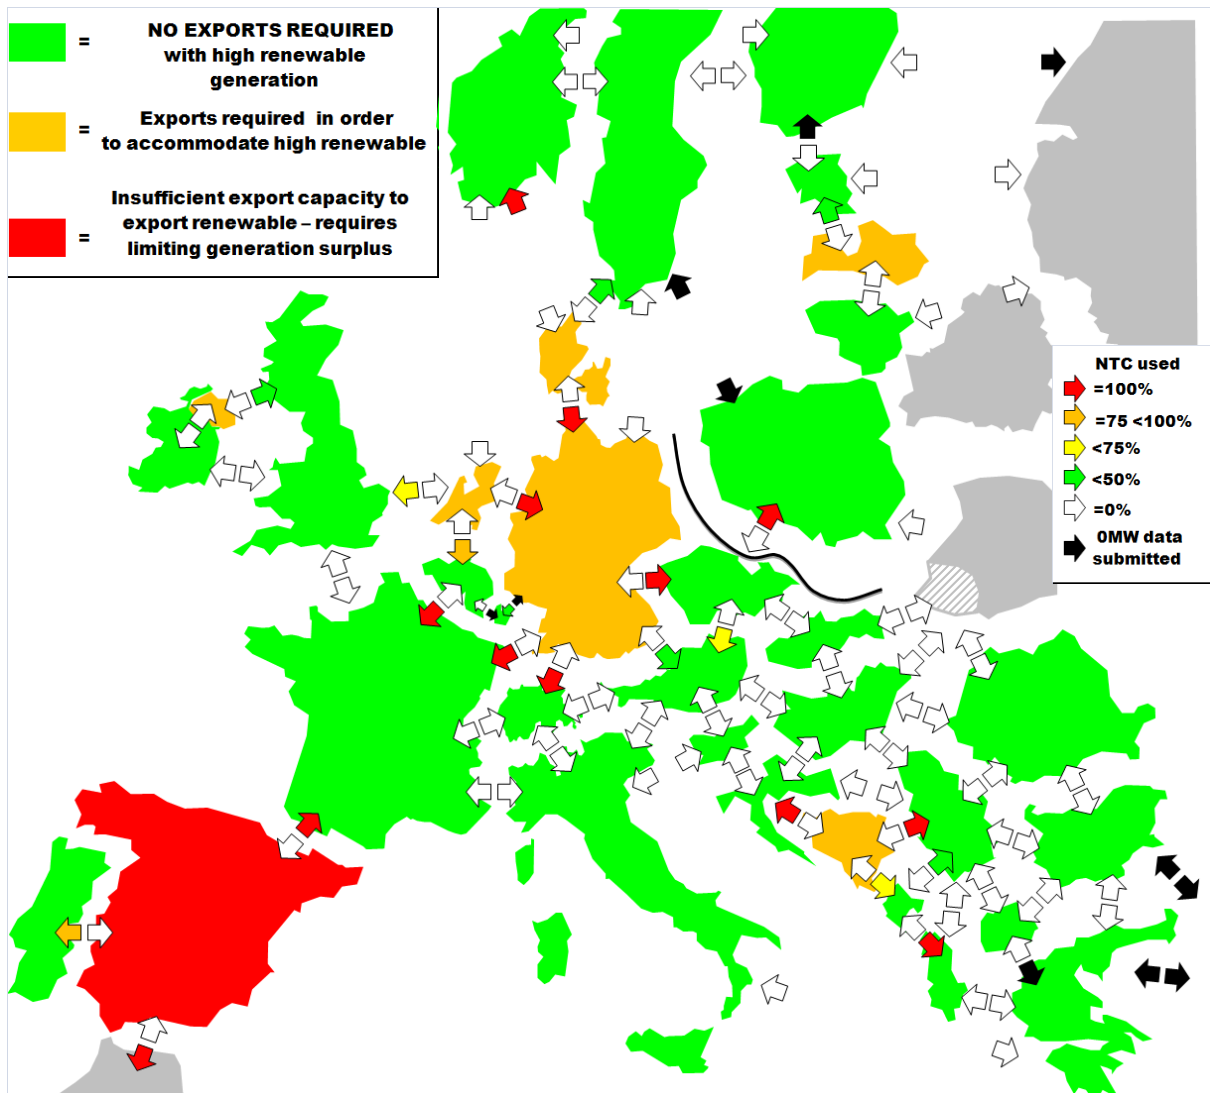 = NO EXPORTS REQUIRED
with high renewable
generation
= Exports required in order
to accommodate high renewable
Insufficient export capacity to
export renewable – requires
= limiting generation surplus
NTC used
=100%
=75 <100%
<75%
<50%
=0%
0MW data
submitted